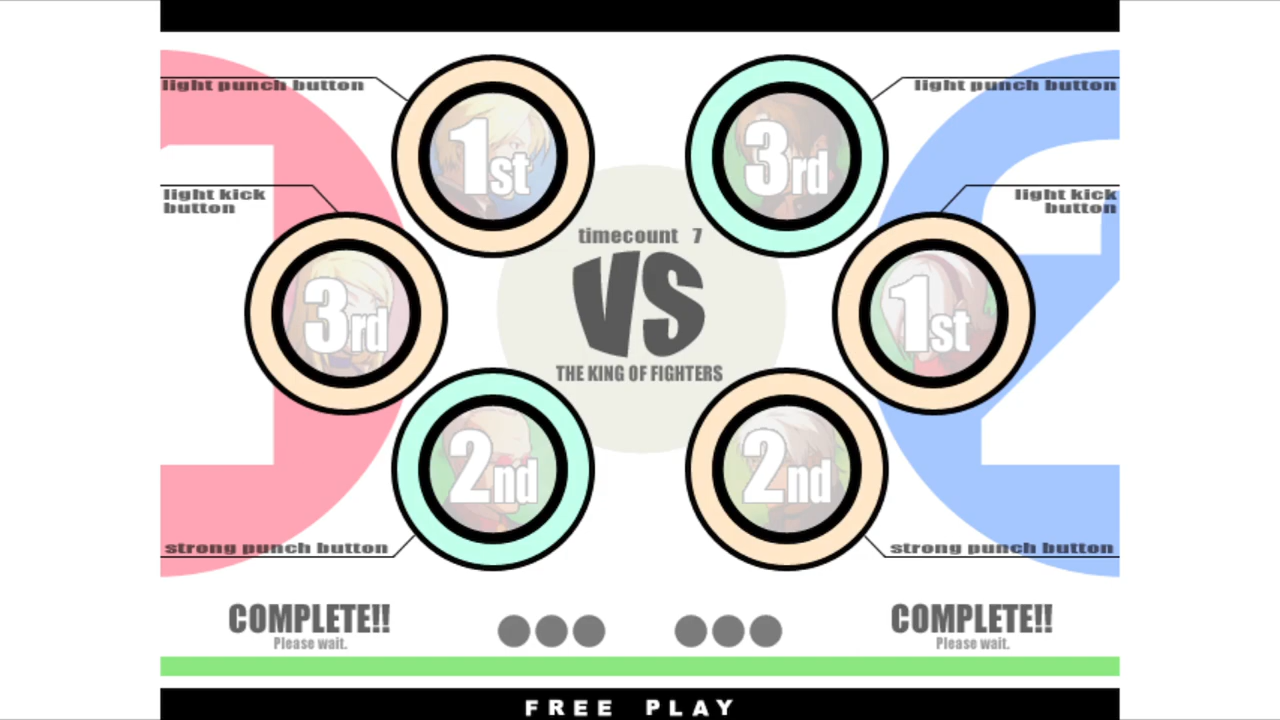 light punch button
light punch button
1st
3rd
light kick
button
light kick
button
timecount 7
VS
THE KING OF FIGHTERS
3rd
1st
2nd
2nd
strong punch button
strong punch button
COMPLETE!!
Please wait.
COMPLETE!!
Please wait.
FREE PLAY